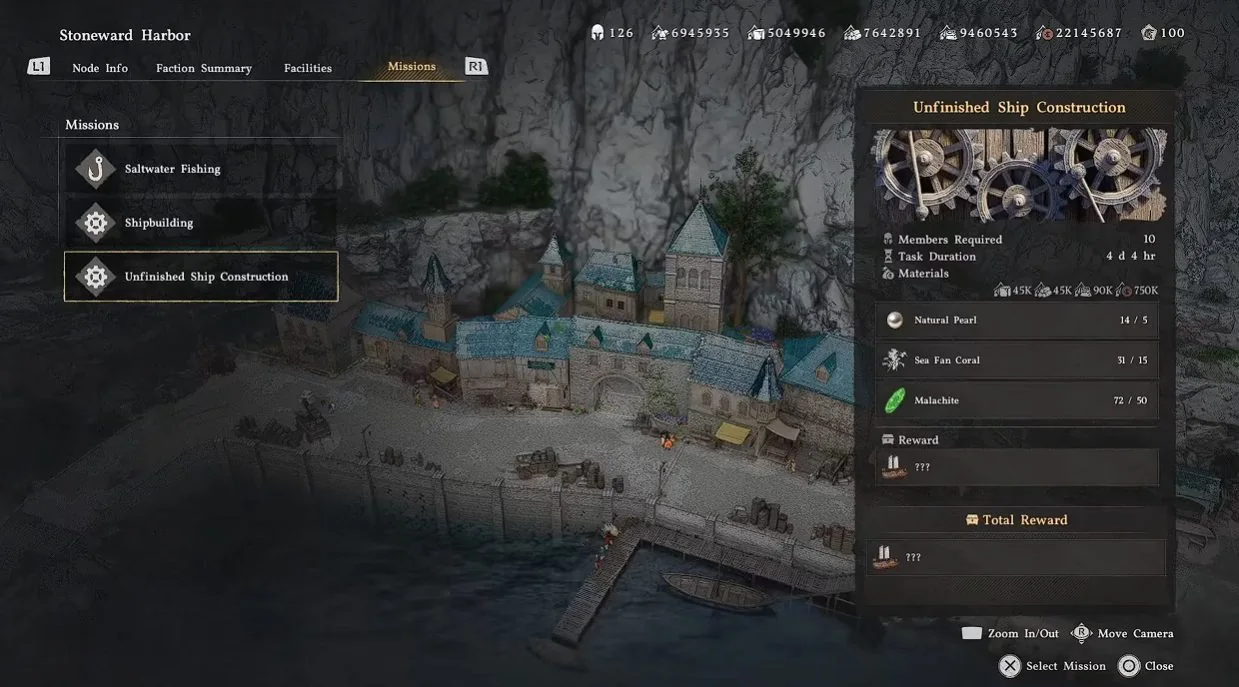 Stoneward Harbor
126 6945935 5049946 7642891 9460543 22145687 100
L1 Node Info Faction Summary Facilities Missions R1
Missions
Saltwater Fishing
Shipbuilding
Unfinished Ship Construction
Unfinished Ship Construction
Members Required 10
Task Duration 4 d 4 hr
Materials
45K 45K 90K 750K
Natural Pearl 14 / 5
Sea Fan Coral 31 / 15
Malachite 72 / 50
Reward
???
Total Reward
???
Zoom In/Out R Move Camera
Select Mission Close